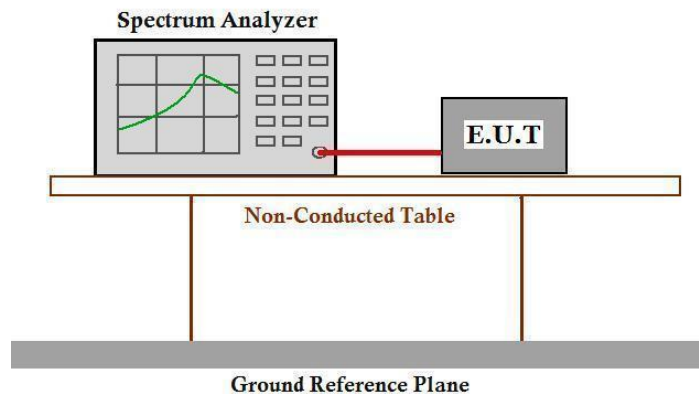 Spectrum Analyzer
E.U.T
Non-Conducted Table
Ground Reference Plane